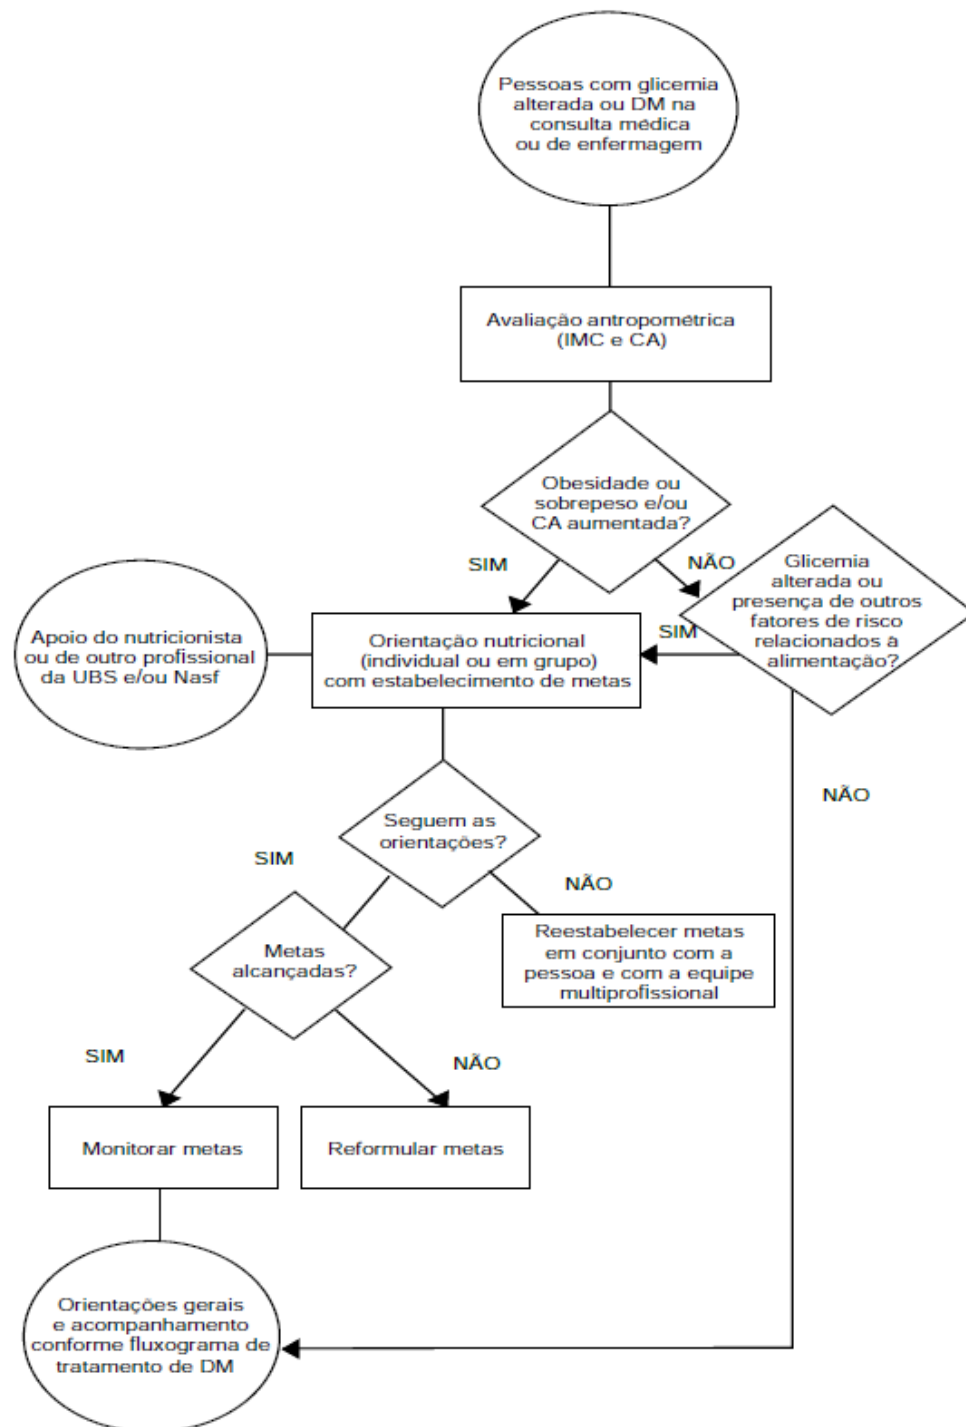 Pessoas com glicemia
alterada ou DM na
consulta médica
ou de enfermagem
Avaliação antropométrica
(IMC e CA)
Obesidade ou
sobrepeso e/ou
CA aumentada?
SIM
NÃO
Glicemia
alterada ou
presença de outros
fatores de risco
relacionados à
alimentação?
SIM
NÃO
Orientação nutricional
(individual ou em grupo)
com estabelecimento de metas
Apoio do nutricionista
ou de outro profissional
da UBS e/ou Nasf
Seguem as
orientações?
SIM
NÃO
Reestabelecer metas
em conjunto com a
pessoa e com a equipe
multiprofissional
Metas
alcançadas?
SIM
NÃO
Monitorar metas
Reformular metas
Orientações gerais
e acompanhamento
conforme fluxograma de
tratamento de DM